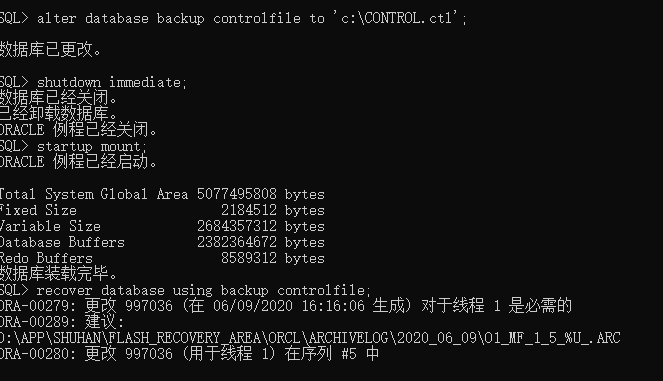 SQL> alter database backup controlfile to 'c:\CONTROL.ctl';
数据库已更改。
SQL> shutdown immediate;
数据库已经关闭。
已经卸载数据库。
ORACLE 例程已经关闭。
SQL> startup mount;
ORACLE 例程已经启动。
Total System Global Area 5077495808 bytes
Fixed Size 2184512 bytes
Variable Size 2684357312 bytes
Database Buffers 2382364672 bytes
Redo Buffers 8589312 bytes
数据库装载完毕。
SQL> recover database using backup controlfile;
ORA-00279: 更改 997036 (在 06/09/2020 16:16:06 生成) 对于线程 1 是必需的
ORA-00289: 建议:
D:\APP\SHUHAN\FLASH_RECOVERY_AREA\ORCL\ARCHIVELOG\2020_06_09\O1_MF_1_5_%U_.ARC
ORA-00280: 更改 997036 (用于线程 1) 在序列 #5 中